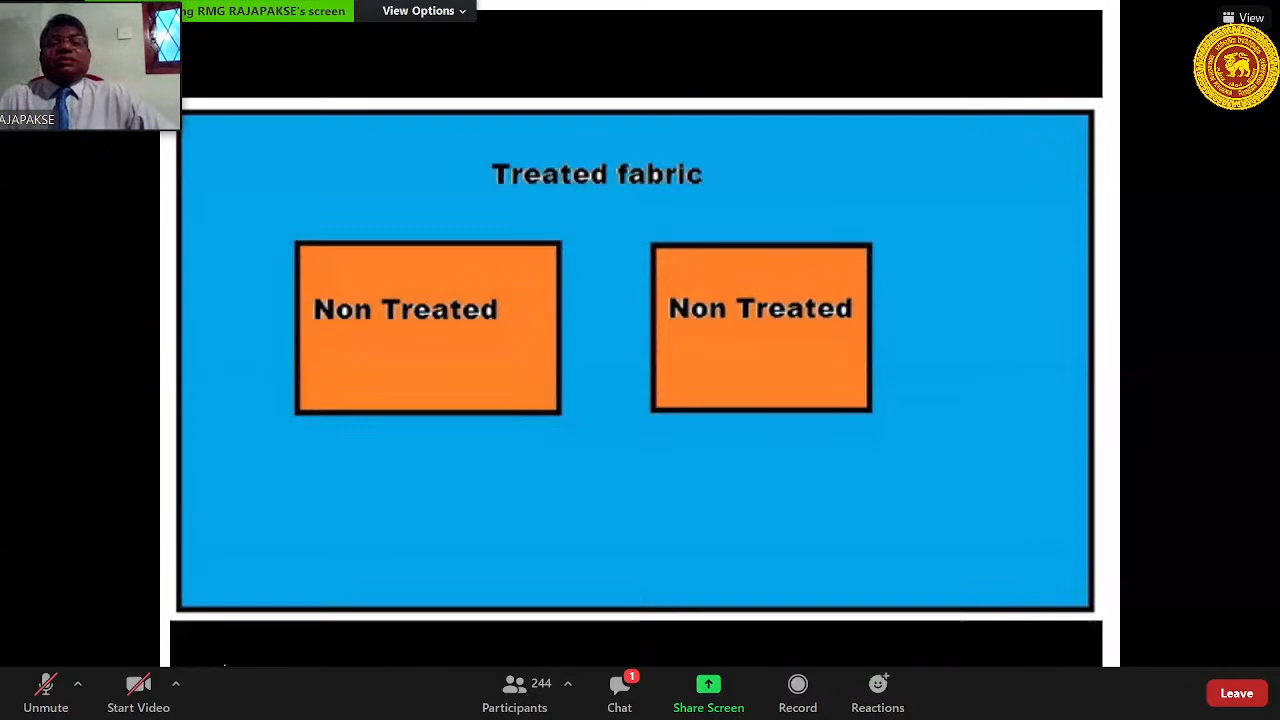 ng RMG RAJAPAKSE's screen
View Options
View
AJAPAKSE
Treated fabric
Non Treated
Non Treated
Unmute
Start Video
244
Participants
1
Chat
Share Screen
Record
Reactions
Leave